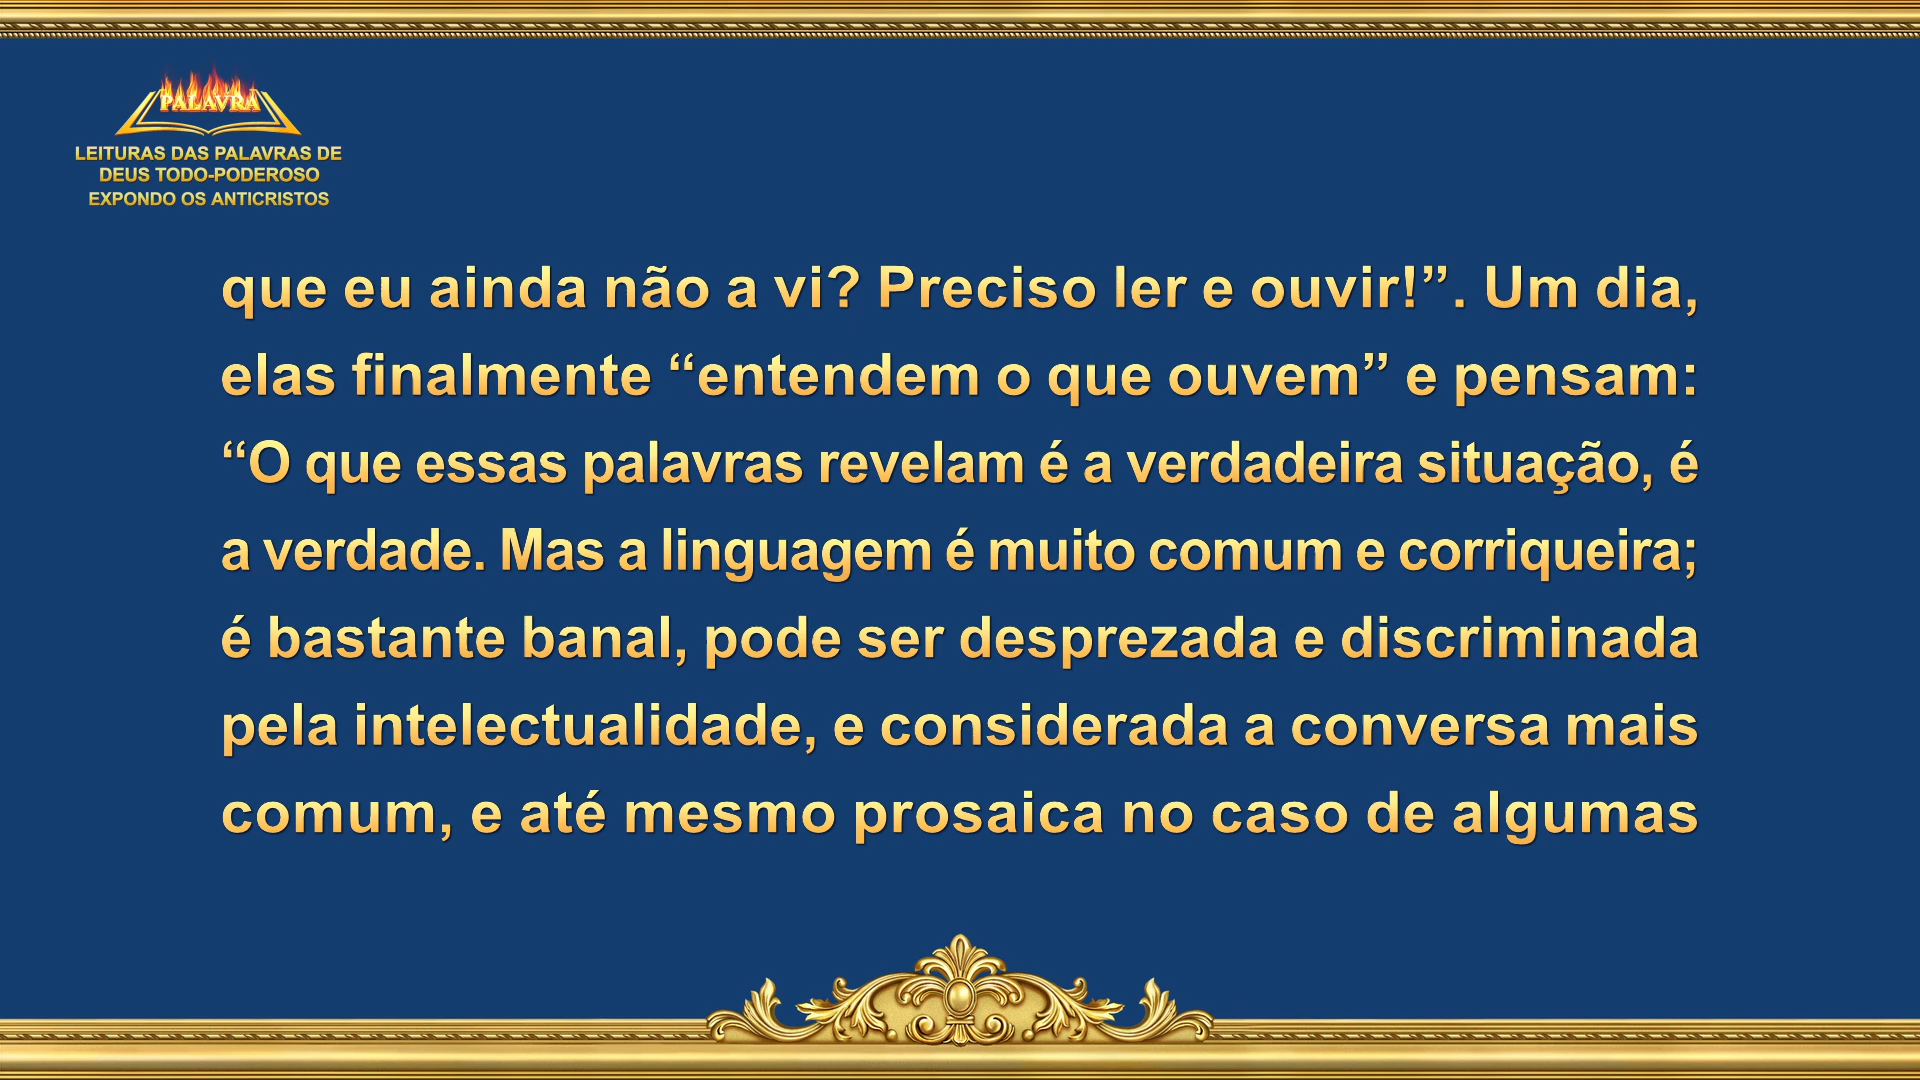 PALAVRA
LEITURAS DAS PALAVRAS DE
DEUS TODO-PODEROSO
EXPONDO OS ANTICRISTOS
que eu ainda não a vi? Preciso ler e ouvir!”. Um dia,
elas finalmente “entendem o que ouvem” e pensam:
“O que essas palavras revelam é a verdadeira situação, é
a verdade. Mas a linguagem é muito comum e corriqueira;
é bastante banal, pode ser desprezada e discriminada
pela intelectualidade, e considerada a conversa mais
comum, e até mesmo prosaica no caso de algumas